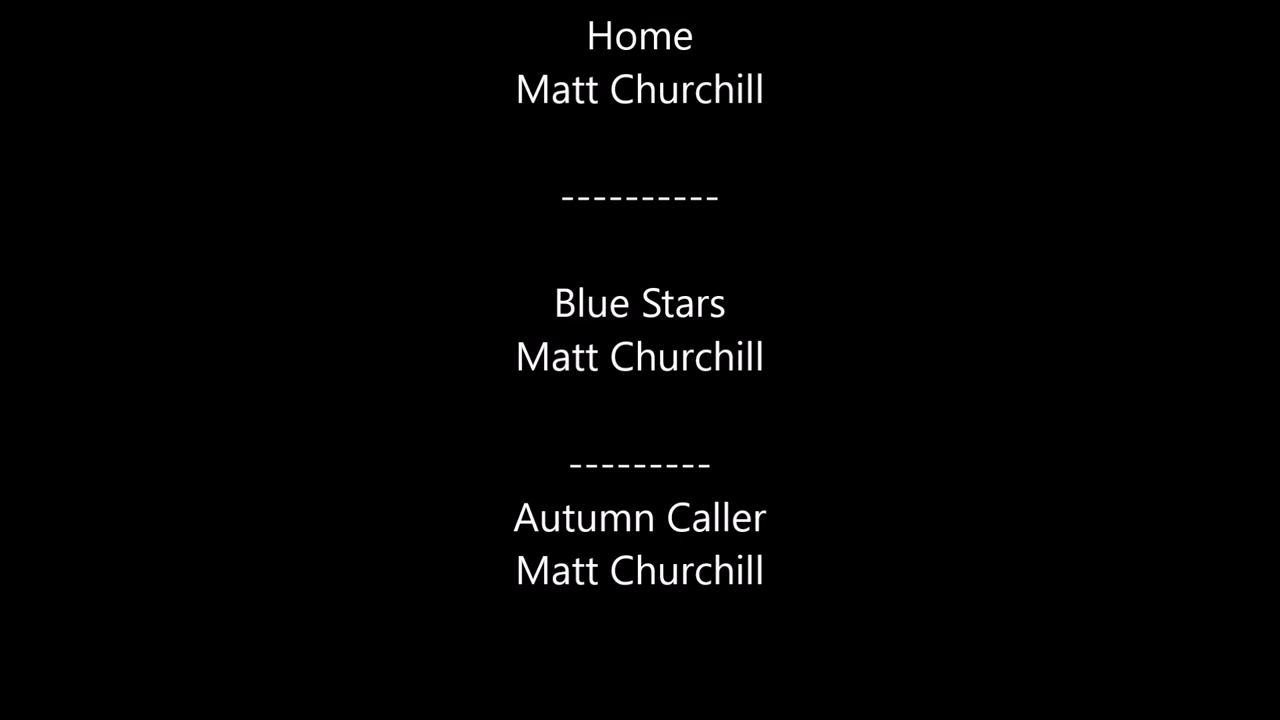 Home
Matt Churchill
----------
Blue Stars
Matt Churchill
---------
Autumn Caller
Matt Churchill